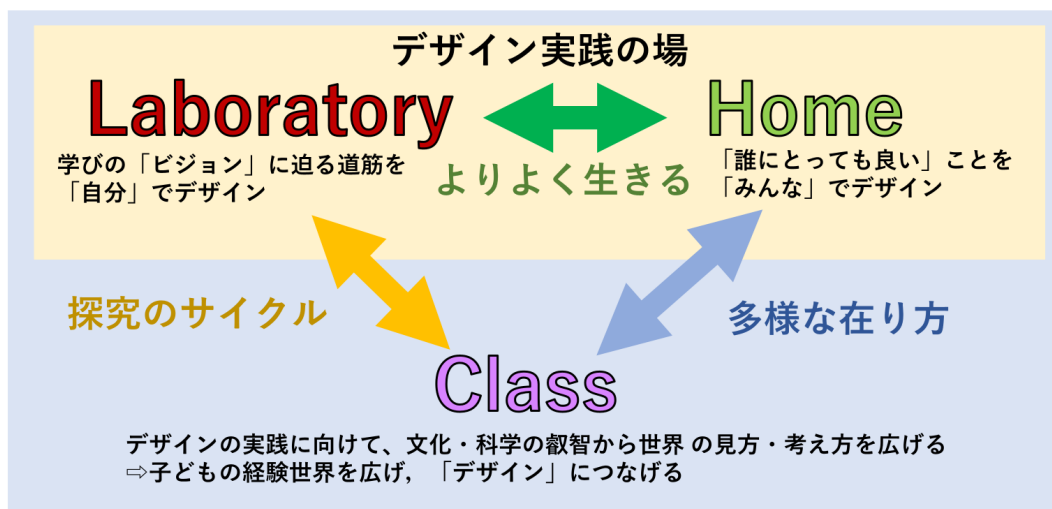 デザイン実践の場
Laboratory
Home
学びの「ビジョン」に迫る道筋を
「自分」でデザイン
よりよく生きる
「誰にとっても良い」ことを
「みんな」でデザイン
探究のサイクル
多様な在り方
Class
デザインの実践に向けて、文化・科学の叡智から世界 の見方・考え方を広げる
⇨子どもの経験世界を広げ，「デザイン」につなげる